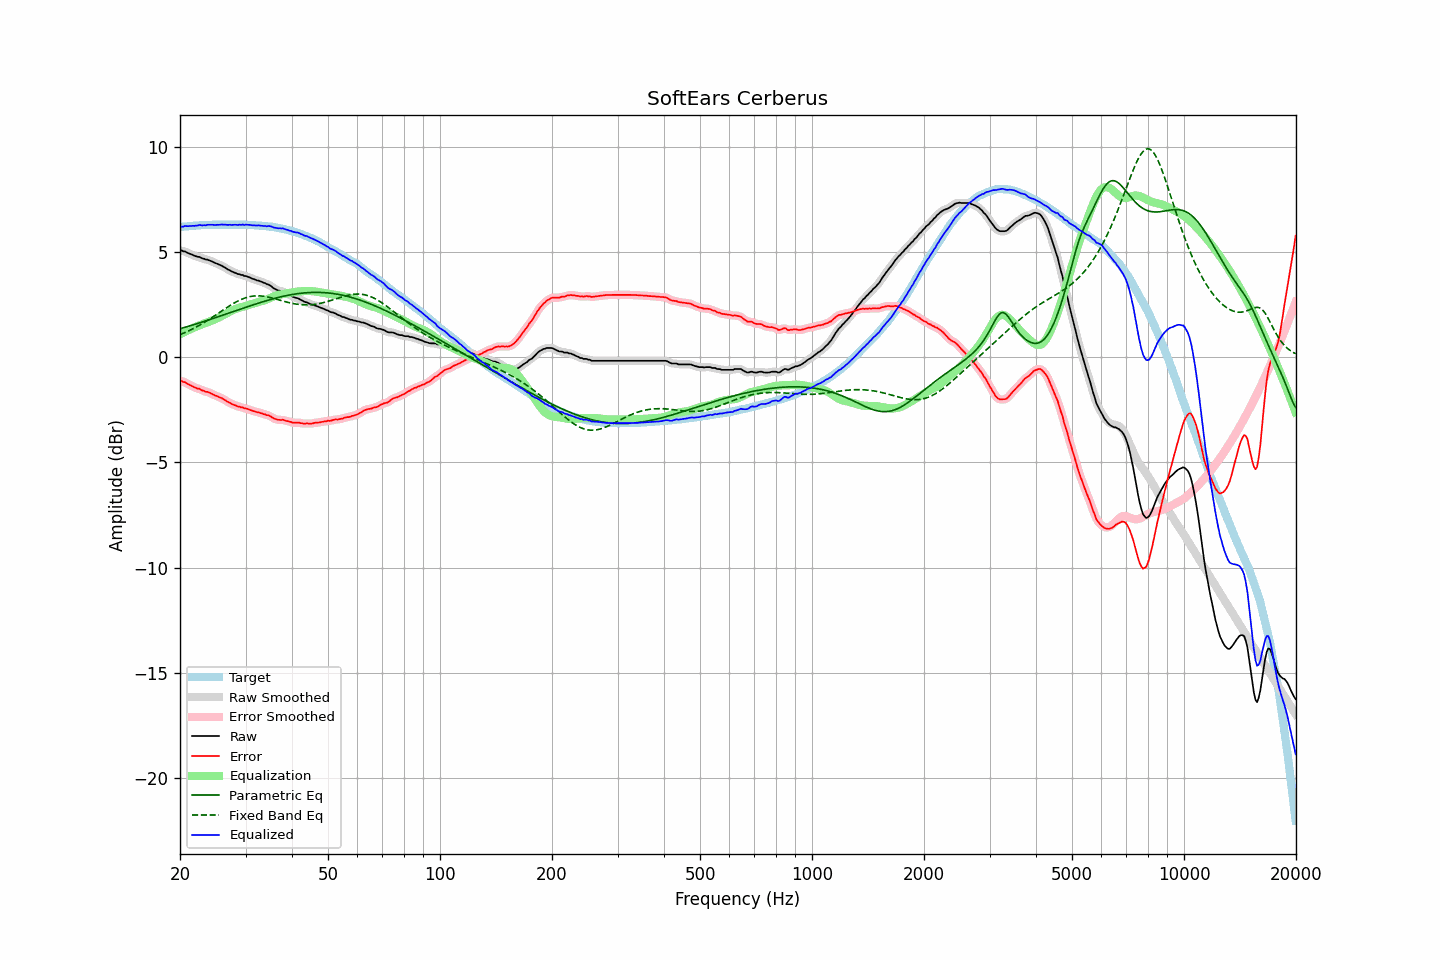 SoftEars Cerberus
Amplitude (dBr)
10
5
0
−5
−10
−15
−20
Target
Raw Smoothed
Error Smoothed
Raw
Error
Equalization
Parametric Eq
Fixed Band Eq
Equalized
20 50 100 200 500 1000 2000 5000 10000 20000
Frequency (Hz)